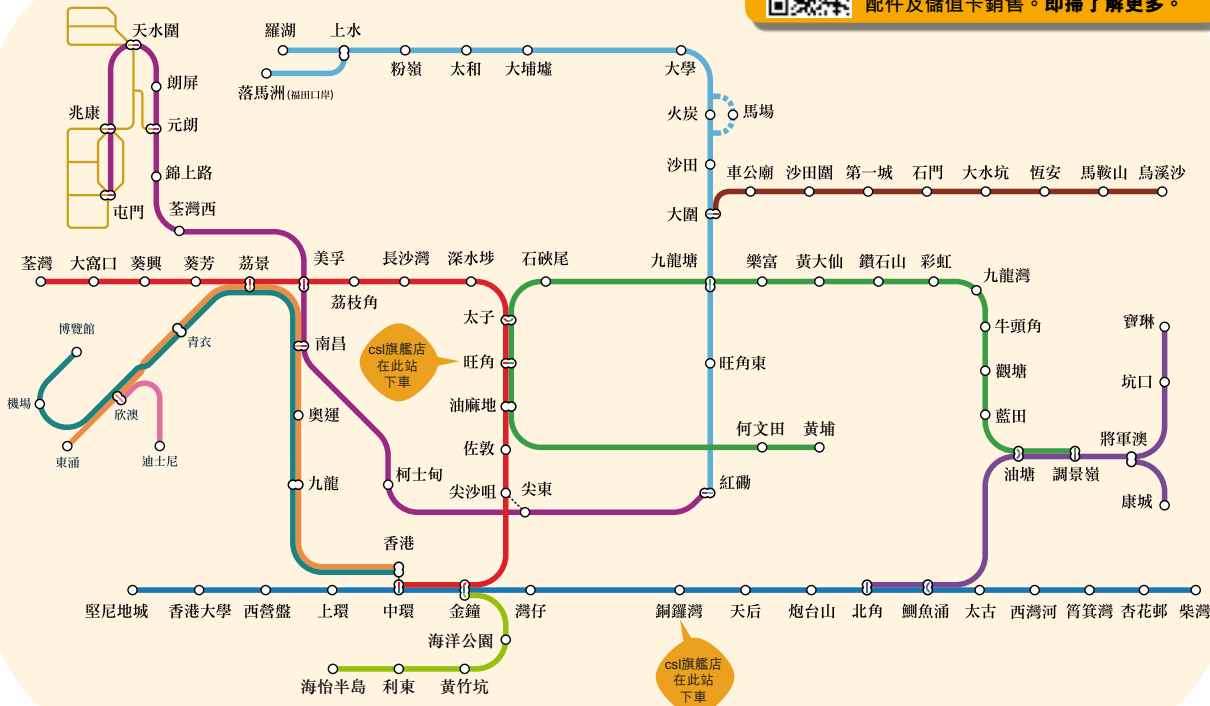 配件及儲值卡銷售。即掃了解更多。
天水圍
羅湖
上水
粉嶺
太和
大埔墟
大學
落馬洲(福田口岸)
朗屏
兆康
元朗
火炭
馬場
錦上路
沙田
車公廟
沙田圍
第一城
石門
大水坑
恆安
馬鞍山
烏溪沙
屯門
荃灣西
大圍
荃灣
大窩口
葵興
葵芳
荔景
美孚
長沙灣
深水埗
石硤尾
九龍塘
樂富
黃大仙
鑽石山
彩虹
九龍灣
荔枝角
太子
博覽館
青衣
南昌
csl旗艦店
在此站
下車
旺角
旺角東
牛頭角
寶琳
觀塘
坑口
機場
欣澳
奧運
油麻地
藍田
何文田
黃埔
佐敦
將軍澳
東涌
迪士尼
九龍
柯士甸
尖沙咀
尖東
紅磡
油塘
調景嶺
康城
香港
堅尼地城
香港大學
西營盤
上環
中環
金鐘
灣仔
銅鑼灣
天后
炮台山
北角
鰂魚涌
太古
西灣河
筲箕灣
杏花邨
柴灣
海洋公園
海怡半島
利東
黃竹坑
csl旗艦店
在此站
下車